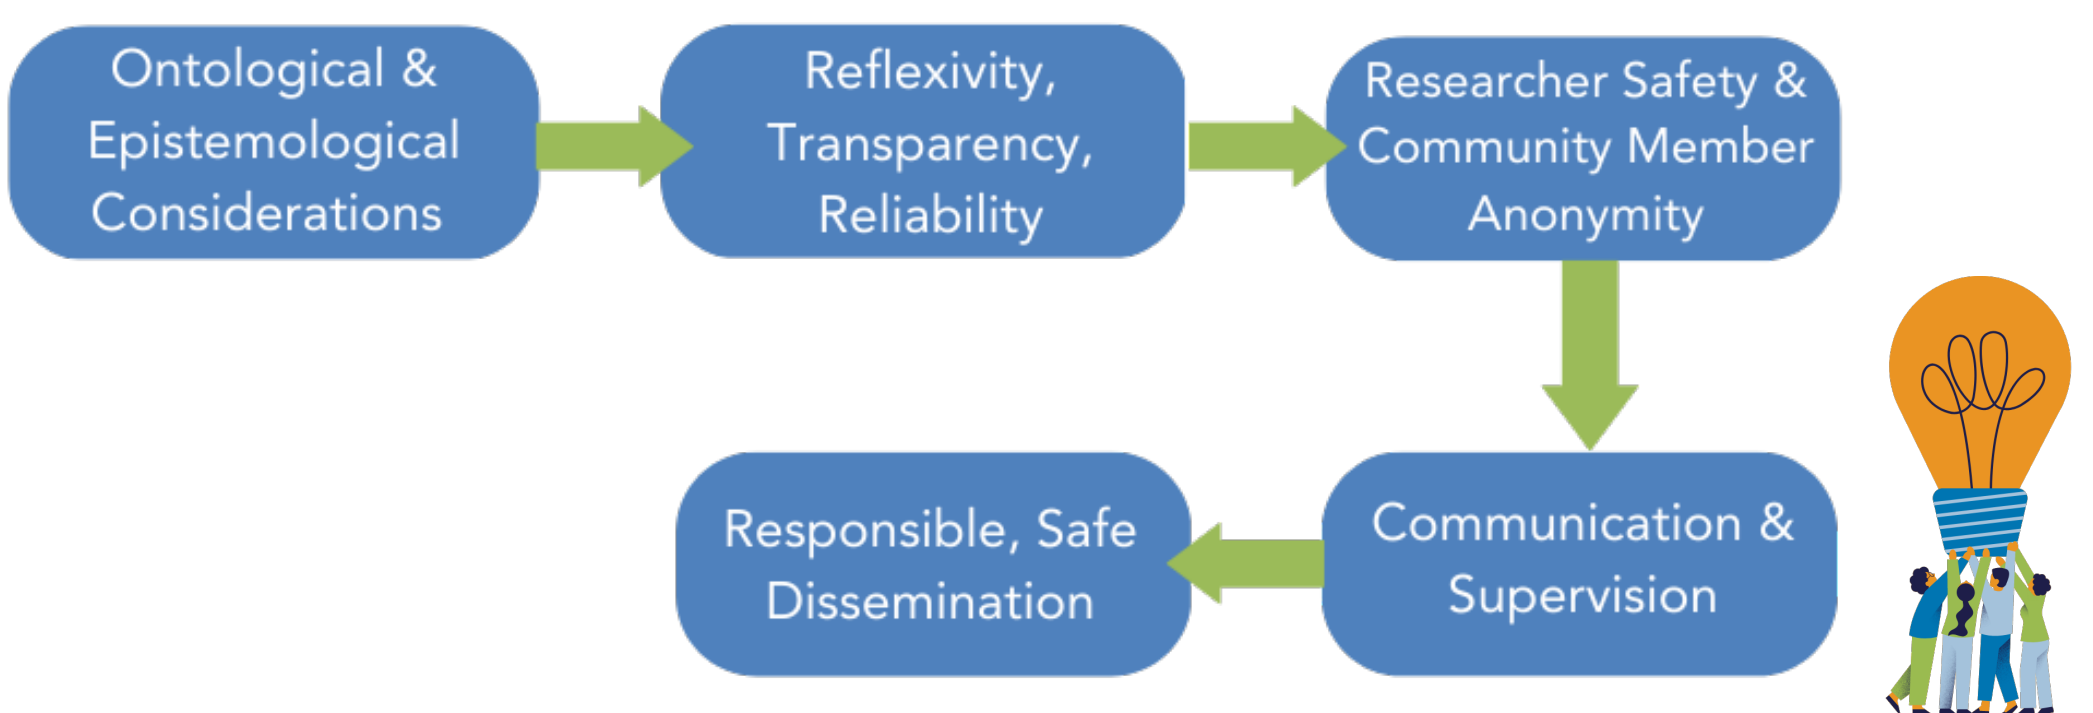 Ontological &
Epistemological
Considerations
Reflexivity,
Transparency,
Reliability
Researcher Safety &
Community Member
Anonymity
Communication &
Supervision
Responsible, Safe
Dissemination